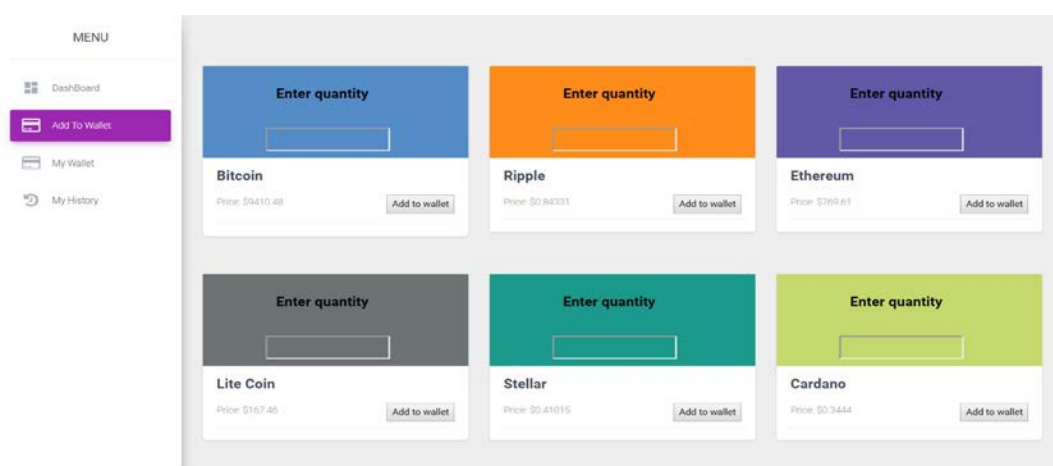 MENU
DashBoard
Add To Wallet
My Wallet
My History
Enter quantity
Bitcoin
Price: $9410.48
Add to wallet
Enter quantity
Ripple
Price: $0.84331
Add to wallet
Enter quantity
Ethereum
Price: $769.61
Add to wallet
Enter quantity
Lite Coin
Price: $167.46
Add to wallet
Enter quantity
Stellar
Price: $0.41015
Add to wallet
Enter quantity
Cardano
Price: $0.3444
Add to wallet